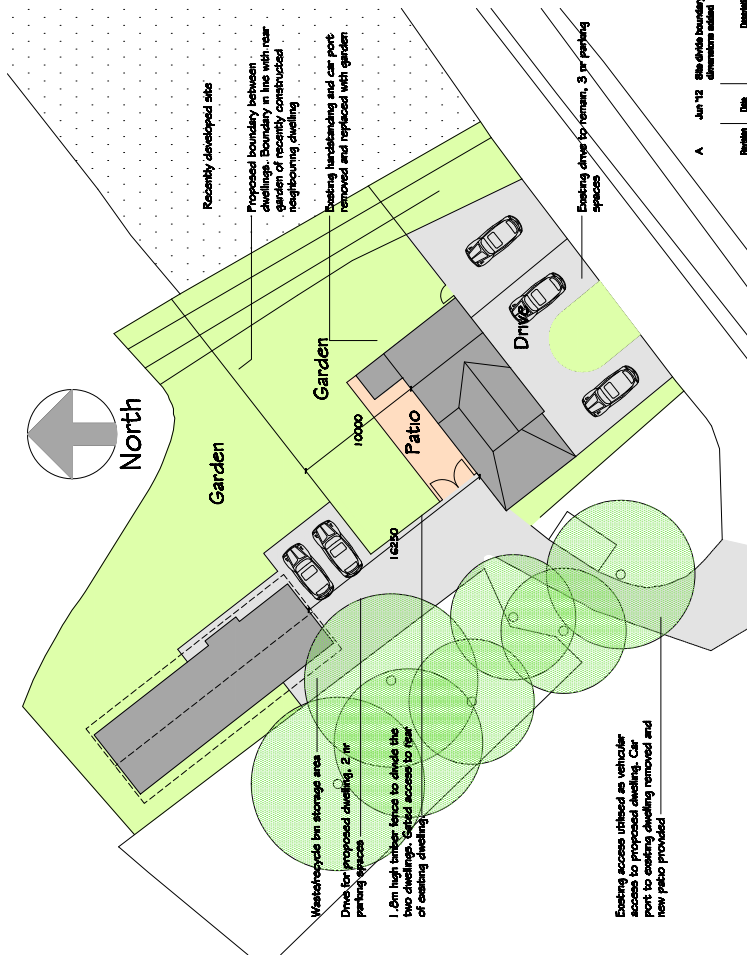 Recently developed site
Proposed boundary between
dwellings. Boundary in line with rear
garden of recently constructed
neighbouring dwelling
Existing hardstanding and car port
removed and replaced with garden
Existing drive to remain, 3 nr parking
spaces
A Jun '12 Site divide boundary
dimensions added
Revision Date
North
Garden
Garden
10000
Patio
Drive
16250
Waste/recycle bin storage area
Drive for proposed dwelling, 2 nr
parking spaces
1.8m high timber fence to divide the
two dwellings. Gated access to rear
of existing dwelling.
Existing access utilised as vehicular
access to proposed dwelling. Car
port to existing dwelling removed and
new patio provided